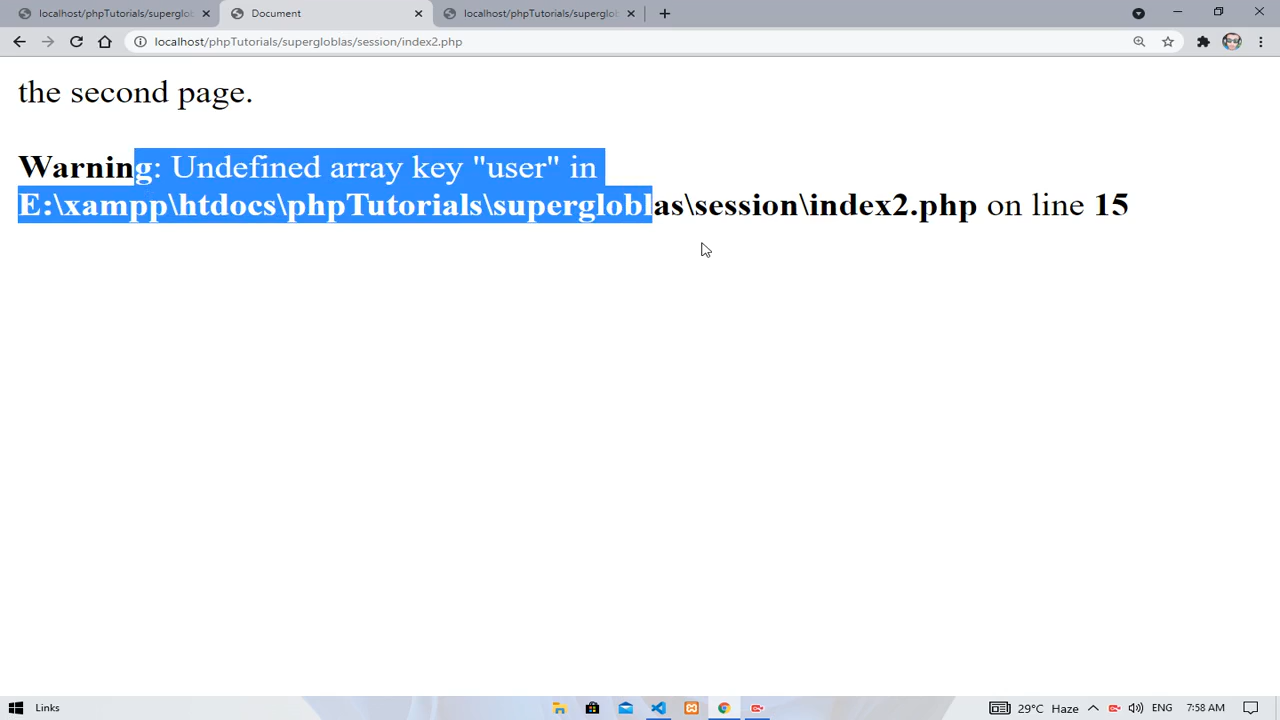 localhost/phpTutorials/superglob
Document
localhost/phpTutorials/superglob
localhost/phpTutorials/supergloblas/session/index2.php
the second page.
Warning: Undefined array key "user" in
E:\xampp\htdocs\phpTutorials\supergloblas\session\index2.php on line 15
Links
29°C Haze
ENG
7:58 AM